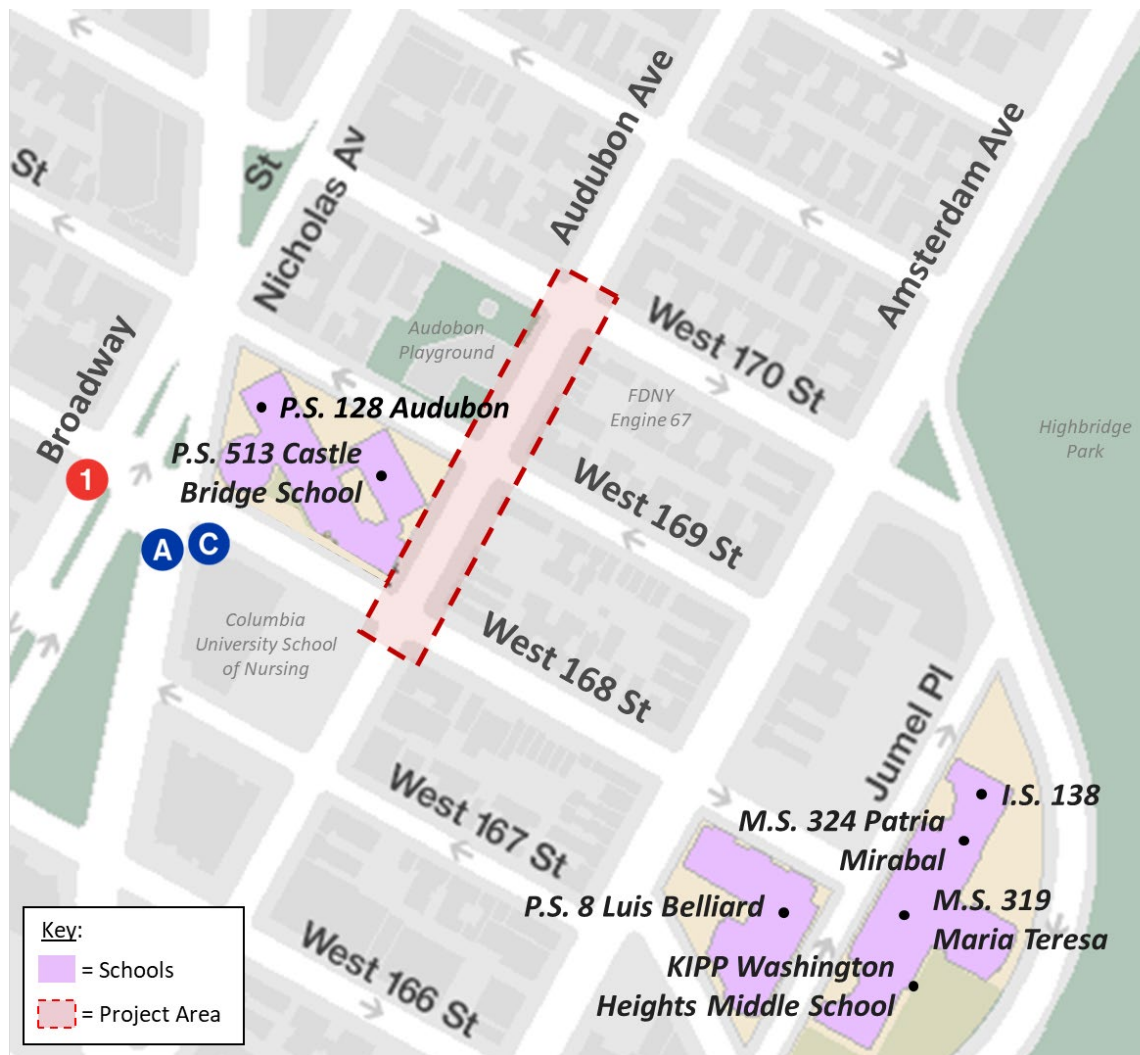 Audubon Ave
Nicholas Av
St
St
Amsterdam Ave
Broadway
West 170 St
Audobon
Playground
FDNY
Engine 67
P.S. 128 Audubon
P.S. 513 Castle
Bridge School
Highbridge
Park
1
A
C
West 169 St
Columbia
University School
of Nursing
West 168 St
Jumel Pl
West 167 St
I.S. 138
M.S. 324 Patria
Mirabal
P.S. 8 Luis Belliard
M.S. 319
Maria Teresa
KIPP Washington
Heights Middle School
West 166 St
Key:
= Schools
= Project Area